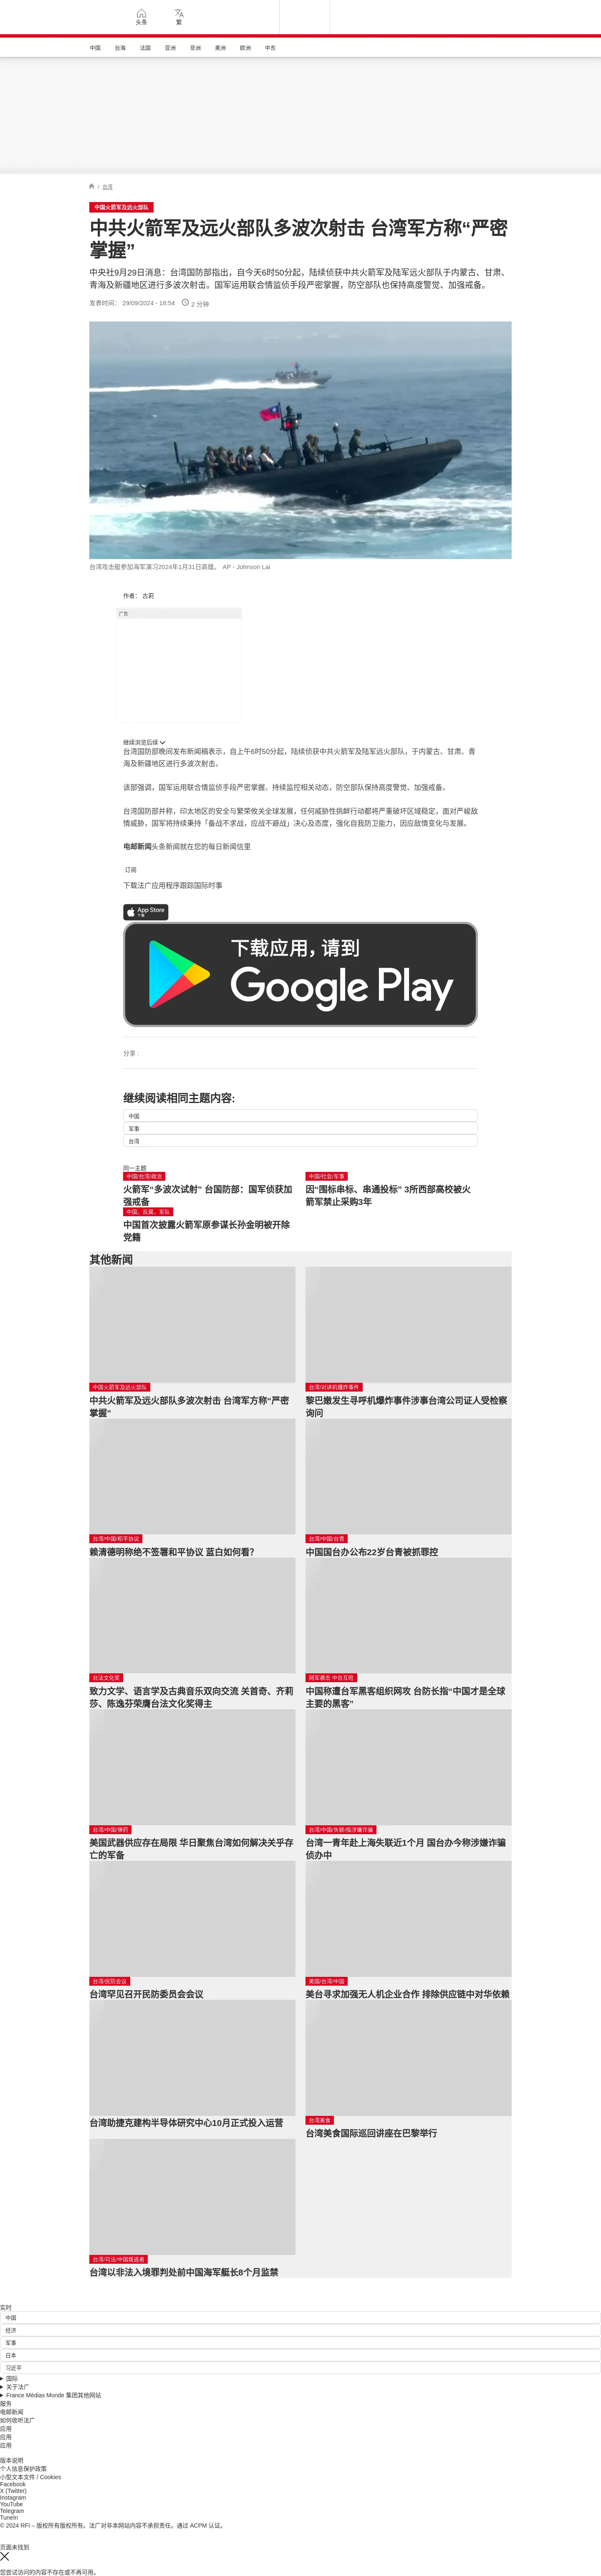 头条
繁
中国
台海
法国
亚洲
非洲
美洲
欧洲
中东
/ 台湾
中国火箭军及远火部队
中共火箭军及远火部队多波次射击 台湾军方称“严密
掌握”
中央社9月29日消息：台湾国防部指出，自今天6时50分起，陆续侦获中共火箭军及陆军远火部队于内蒙古、甘肃、
青海及新疆地区进行多波次射击。国军运用联合情监侦手段严密掌握，防空部队也保持高度警觉、加强戒备。
发表时间： 29/09/2024 - 18:54
2 分钟
台湾攻击艇参加海军演习2024年1月31日高雄。 AP - Johnson Lai
作者： 古莉
广告
继续浏览后续
台湾国防部晚间发布新闻稿表示，自上午6时50分起，陆续侦获中共火箭军及陆军远火部队，于内蒙古、甘肃、青
海及新疆地区进行多波次射击。
该部强调，国军运用联合情监侦手段严密掌握、持续监控相关动态，防空部队保持高度警觉、加强戒备。
台湾国防部并称，印太地区的安全与繁荣攸关全球发展，任何威胁性挑衅行动都将严重破坏区域稳定，面对严峻敌
情威胁，国军将持续秉持「备战不求战，应战不避战」决心及态度，强化自我防卫能力，因应敌情变化与发展。
电邮新闻头条新闻就在您的每日新闻信里
订阅
下载法广应用程序跟踪国际时事
App Store
下载
下载应用，请到
Google Play
分享 :
继续阅读相同主题内容:
中国
军事
台湾
同一主题
中国/台湾/政治
火箭军“多波次试射” 台国防部：国军侦获加
强戒备
中国/社会/军事
因“围标串标、串通投标” 3所西部高校被火
箭军禁止采购3年
中国、反腐、军队
中国首次披露火箭军原参谋长孙金明被开除
党籍
其他新闻
中国火箭军及远火部队
中共火箭军及远火部队多波次射击 台湾军方称“严密
掌握”
台湾/对讲机爆炸事件
黎巴嫩发生寻呼机爆炸事件涉事台湾公司证人受检察
询问
台湾/中国/和平协议
赖清德明称绝不签署和平协议 蓝白如何看？
台湾/中国/台青
中国国台办公布22岁台青被抓罪控
台法文化奖
致力文学、语言学及古典音乐双向交流 关首奇、齐莉
莎、陈逸芬荣膺台法文化奖得主
网军袭击 中台互呛
中国称遭台军黑客组织网攻 台防长指“中国才是全球
主要的黑客”
台湾/中国/弹药
美国武器供应存在局限 华日聚焦台湾如何解决关乎存
亡的军备
台湾/中国/失联/指涉嫌诈骗
台湾一青年赴上海失联近1个月 国台办今称涉嫌诈骗
侦办中
台湾/民防会议
台湾罕见召开民防委员会会议
美国/台湾/中国
美台寻求加强无人机企业合作 排除供应链中对华依赖
台湾助捷克建构半导体研究中心10月正式投入运营
台湾美食
台湾美食国际巡回讲座在巴黎举行
台湾/司法/中国叛逃者
台湾以非法入境罪判处前中国海军艇长8个月监禁
实时
中国
经济
军事
日本
习近平
国际
关于法广
France Médias Monde 集团其他网站
服务
电邮新闻
如何收听法广
应用
应用
应用
版本说明
个人信息保护政策
小型文本文件 / Cookies
Facebook
X (Twitter)
Instagram
YouTube
Telegram
TuneIn
© 2024 RFI – 版权所有版权所有。法广对非本网站内容不承担责任。通过 ACPM 认证。
页面未找到
您尝试访问的内容不存在或不再可用。